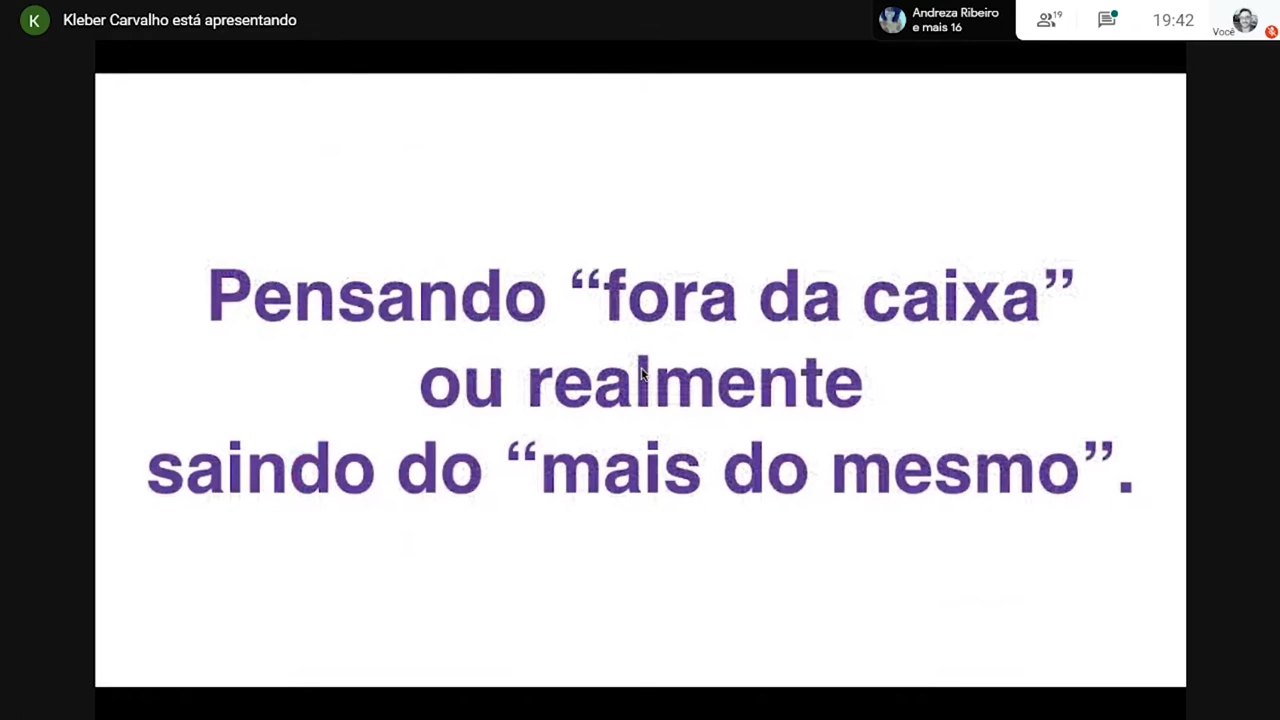 K
Kleber Carvalho está apresentando
Andreza Ribeiro
e mais 16
19
19:42
Você
Pensando “fora da caixa”
ou realmente
saindo do “mais do mesmo”.